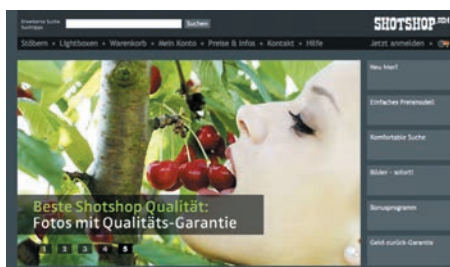 Erweiterte Suche
Suchtipps
Suchen
SHOTSHOP
Stöbern • Lightboxen • Warenkorb • Mein Konto • Preise & Infos • Kontakt • Hilfe
Jetzt anmelden •
Neu hier?
Einfaches Preismodell
Komfortable Suche
Bilder - sofort!
Bonusprogramm
Geld-zurück-Garantie
Beste Shotshop Qualität:
Fotos mit Qualitäts-Garantie
1 2 3 4 5